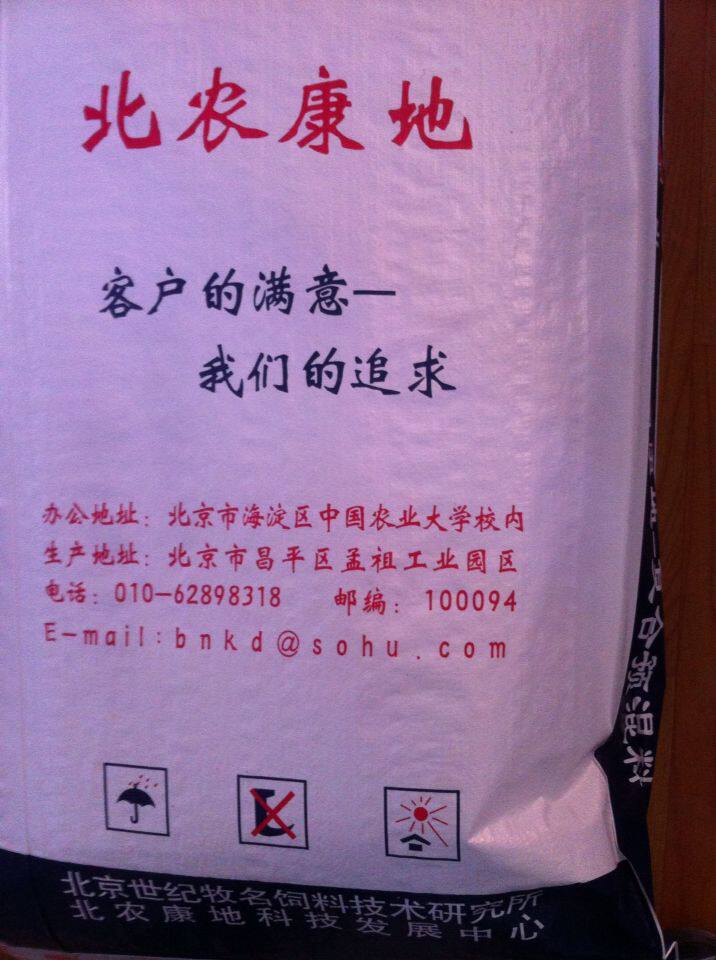 北农康地
客户的满意—
我们的追求
办公地址：北京市海淀区中国农业大学校内
生产地址：北京市昌平区孟祖工业园区
电话：010-62898318 邮编：100094
E-mail:bnkd@sohu.com
北京世纪牧名饲料技术研究所
北农康地科技发展中心
合预混料